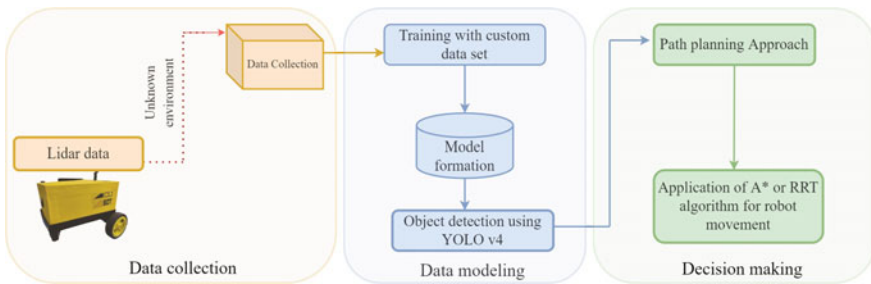 Lidar data
Unknown
environment
Data Collection
Data collection
Training with custom
data set
Model
formation
Object detection using
YOLO v4
Data modeling
Path planning Approach
Application of A* or RRT
algorithm for robot
movement
Decision making